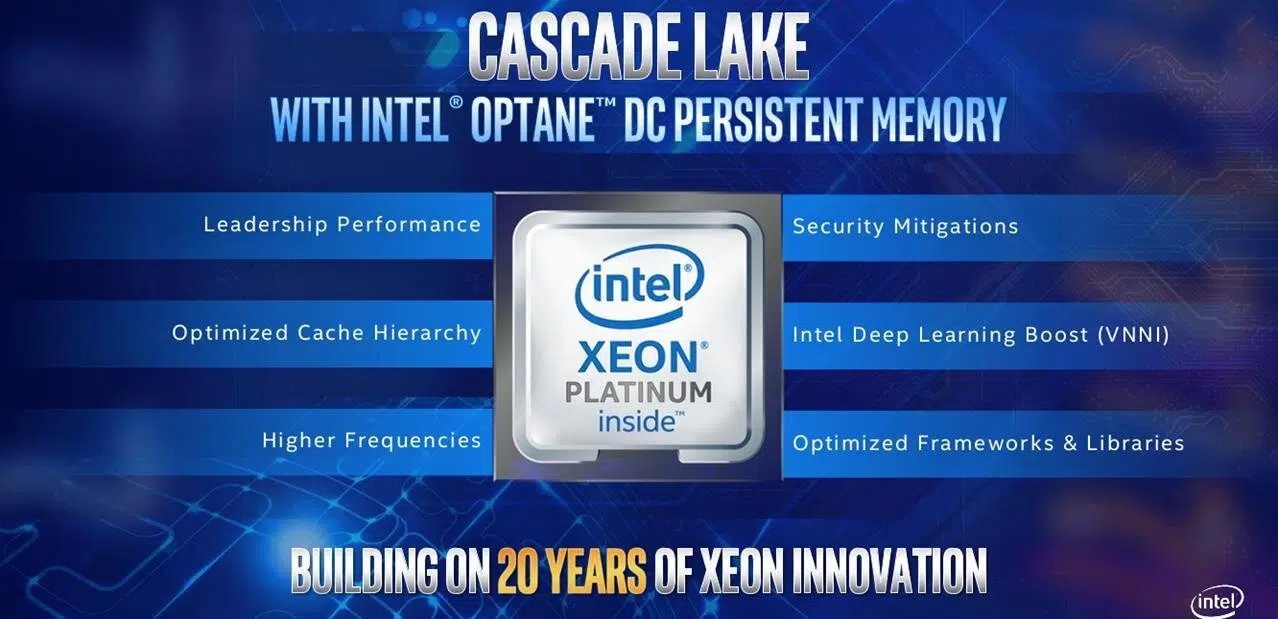 CASCADE LAKE
WITH INTEL® OPTANE™ DC PERSISTENT MEMORY
Leadership Performance
Security Mitigations
Optimized Cache Hierarchy
Intel Deep Learning Boost (VNNI)
Higher Frequencies
Optimized Frameworks & Libraries
intel®
XEON®
PLATINUM
inside™
BUILDING ON 20 YEARS OF XEON INNOVATION
intel